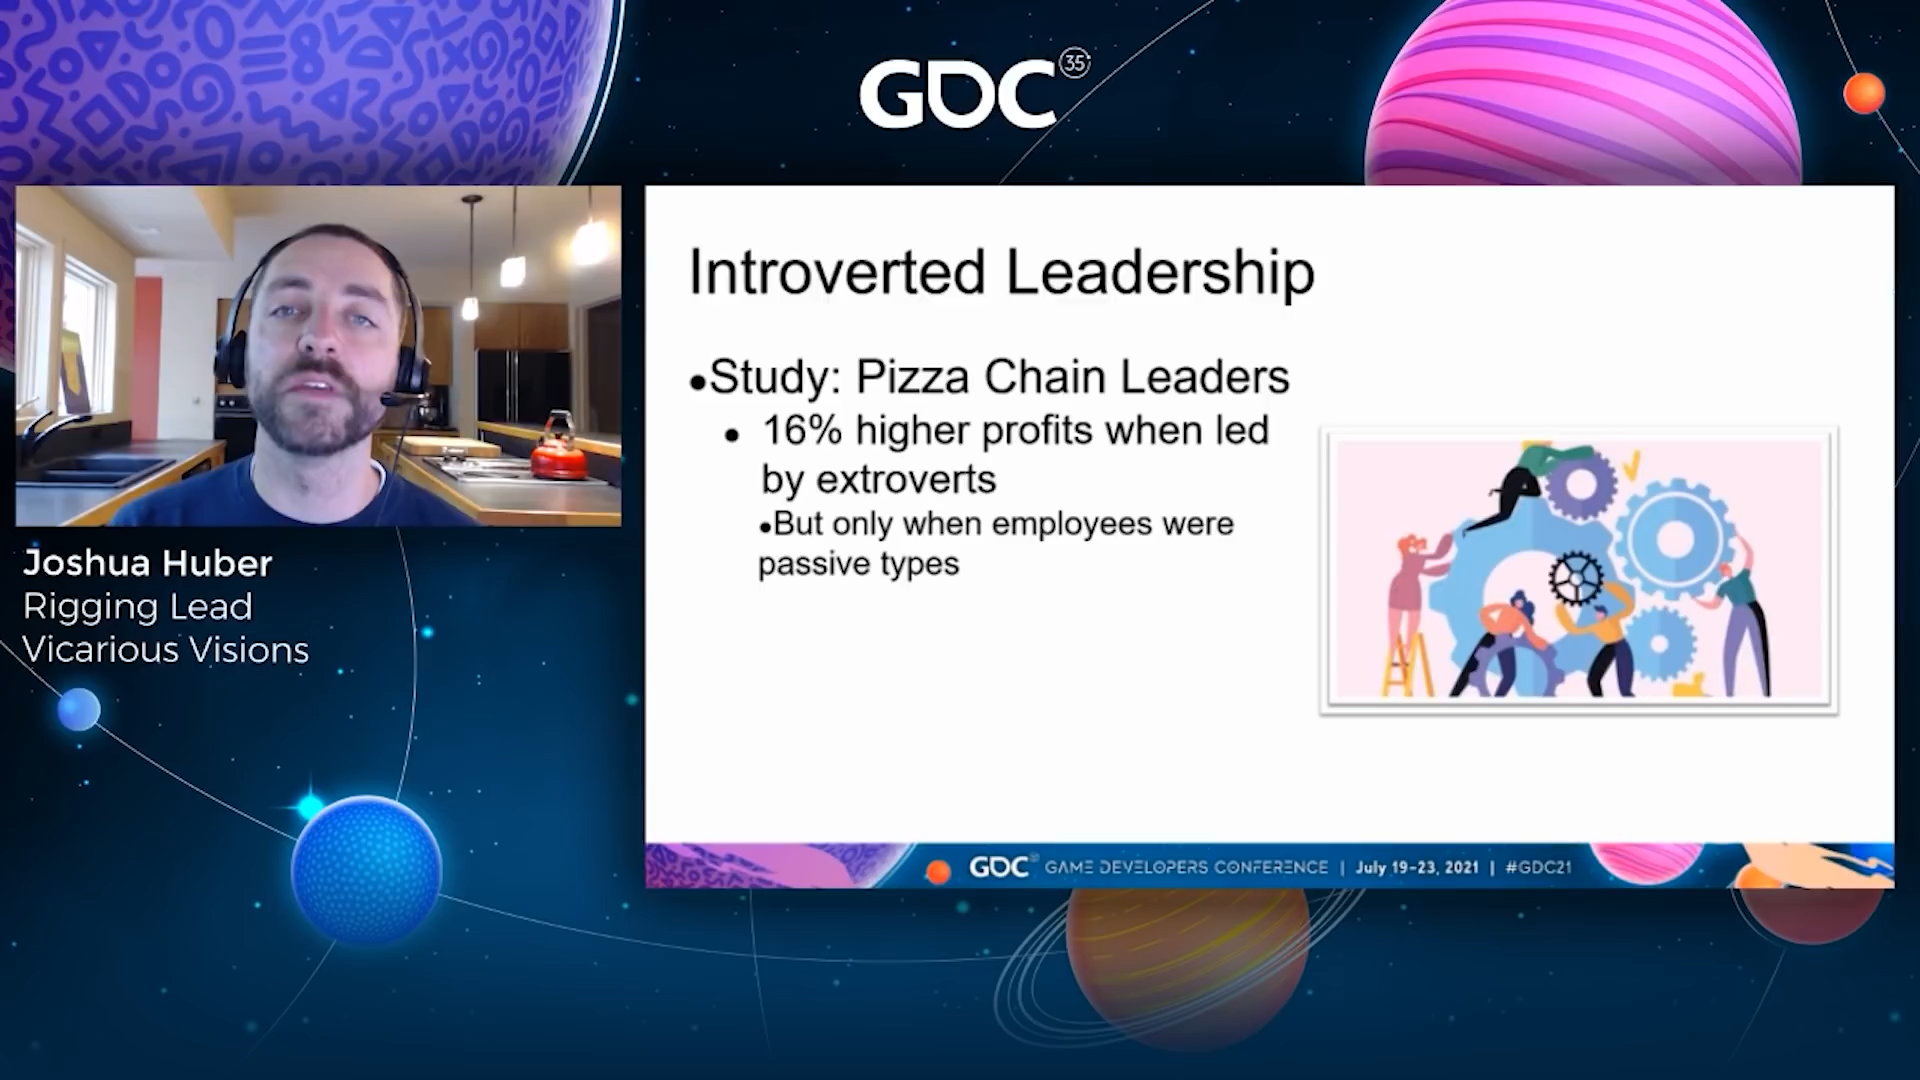 GDC 35
Joshua Huber
Rigging Lead
Vicarious Visions
Introverted Leadership
•Study: Pizza Chain Leaders
• 16% higher profits when led
by extroverts
•But only when employees were
passive types
GDC GAME DEVELOPERS CONFERENCE | July 19-23, 2021 | #GDC21